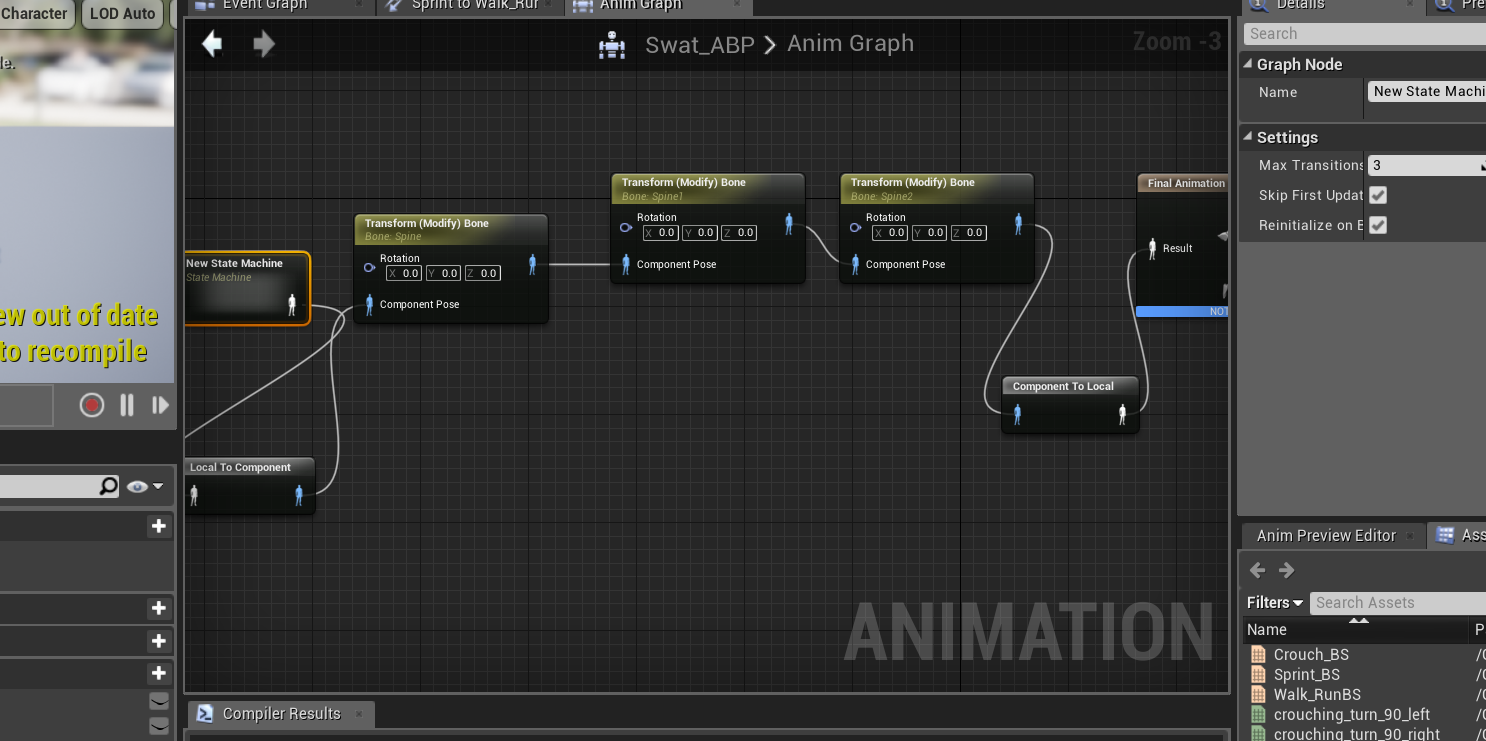 Character
LOD Auto
le.
ew out of date
to recompile
Event Graph
Sprint to Walk_Rur
Anim Graph
Swat_ABP
Anim Graph
Zoom -3
New State Machine
State Machine
Transform (Modify) Bone
Bone: Spine
Rotation
X 0.0 Y 0.0 Z 0.0
Component Pose
Transform (Modify) Bone
Bone: Spine1
Rotation
X 0.0 Y 0.0 Z 0.0
Component Pose
Transform (Modify) Bone
Bone: Spine2
Rotation
X 0.0 Y 0.0 Z 0.0
Component Pose
Final Animation
Result
NOT
Component To Local
Local To Component
ANIMATION
Compiler Results
Details
Pre
Search
Graph Node
Name
New State Machi
Settings
Max Transitions
3
Skip First Updat
Reinitialize on B
Anim Preview Editor
Ass
Filters
Search Assets
Name
P
Crouch_BS
/
Sprint_BS
/
Walk_RunBS
/
crouching_turn_90_left
/
crouching_turn_90_right
/